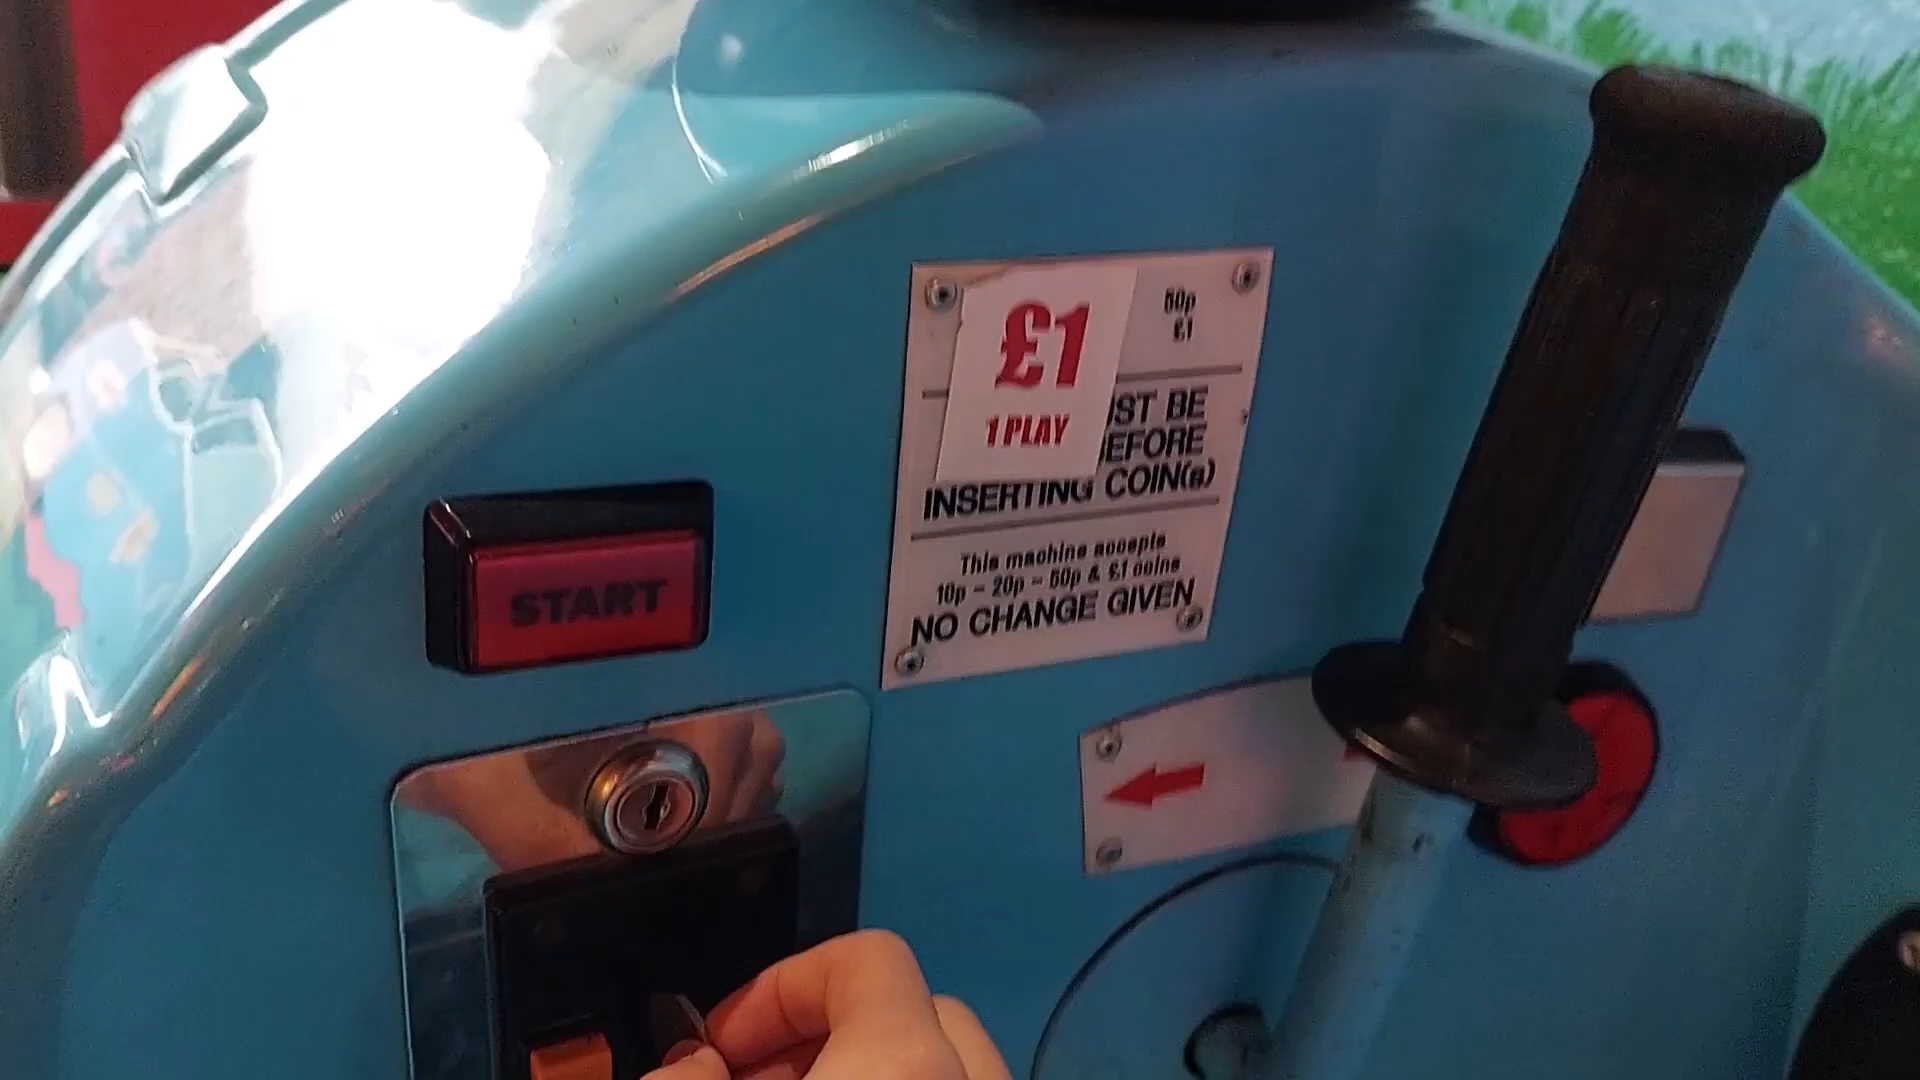 £1
1 PLAY
50p
£1
ST BE
EFORE
INSERTING COIN(s)
This machine accepts
10p - 20p - 50p & £1 coins
NO CHANGE GIVEN
START